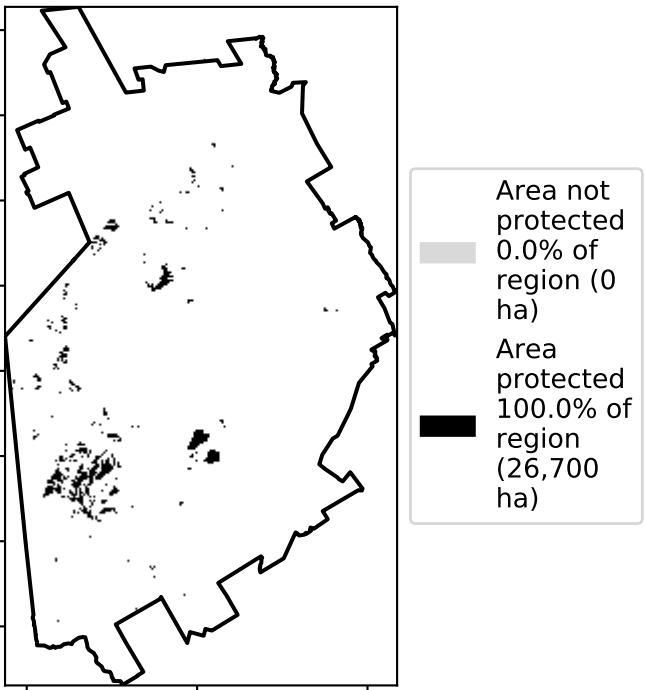 Area not
protected
0.0% of
region (0
ha)
Area
protected
100.0% of
region
(26,700
ha)